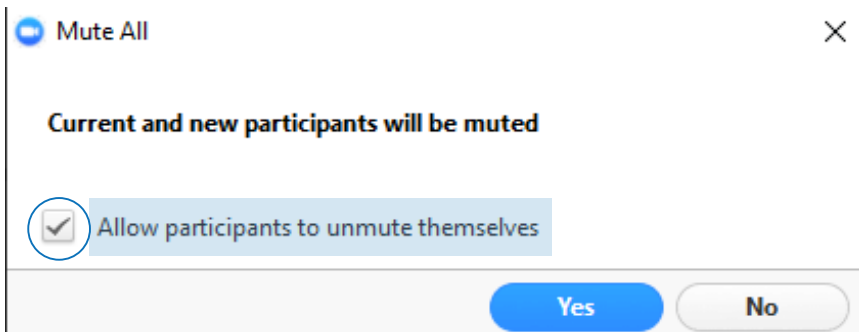 Mute All
Current and new participants will be muted
Allow participants to unmute themselves
Yes No